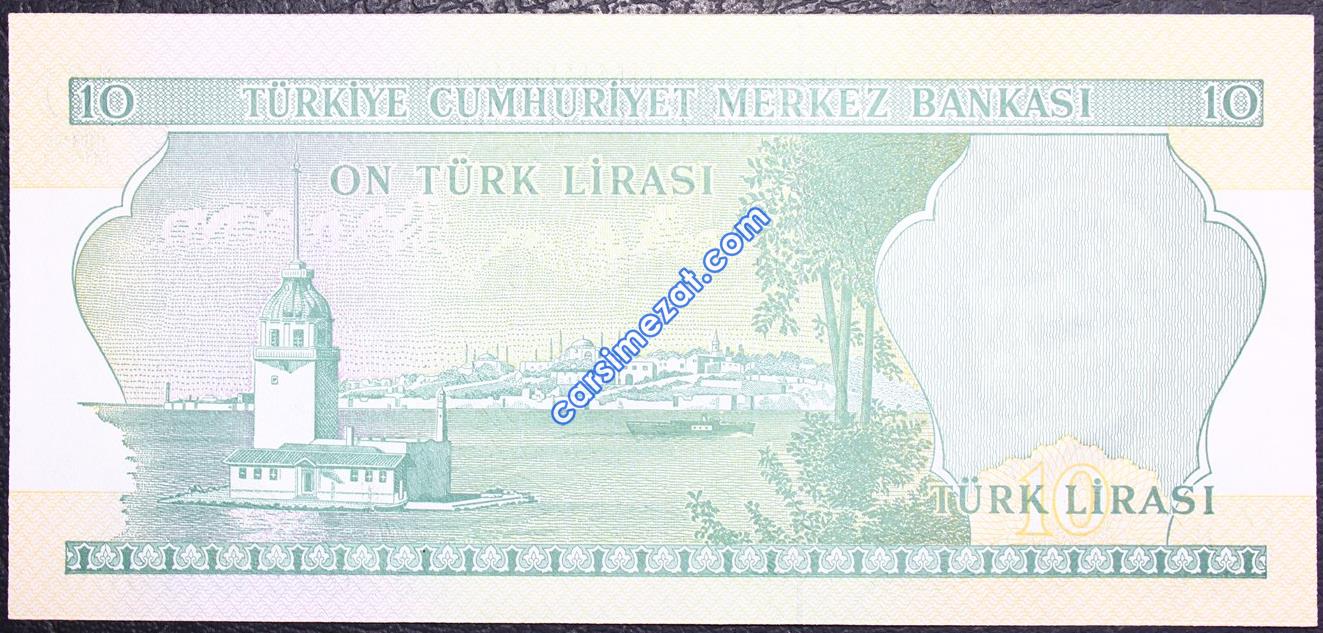 10 TÜRKİYE CUMHURİYET MERKEZ BANKASI 10
ON TÜRK LİRASI
carsimezat.com
10
TÜRK LİRASI